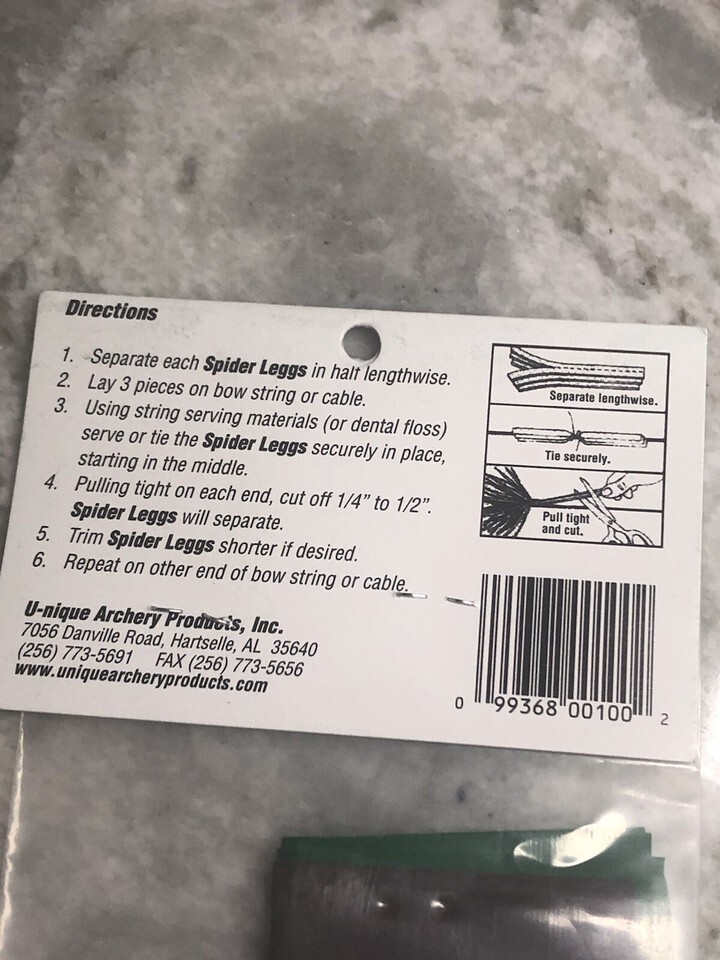 Directions
1. Separate each Spider Leggs in half lengthwise.
2. Lay 3 pieces on bow string or cable.
3. Using string serving materials (or dental floss)
serve or tie the Spider Leggs securely in place,
starting in the middle.
4. Pulling tight on each end, cut off 1/4" to 1/2".
Spider Leggs will separate.
5. Trim Spider Leggs shorter if desired.
6. Repeat on other end of bow string or cable.
U-nique Archery Products, Inc.
7056 Danville Road, Hartselle, AL 35640
(256) 773-5691 FAX (256) 773-5656
www.uniquearcheryproducts.com
Separate lengthwise.
Tie securely.
Pull tight
and cut.
0 99368 00100 2